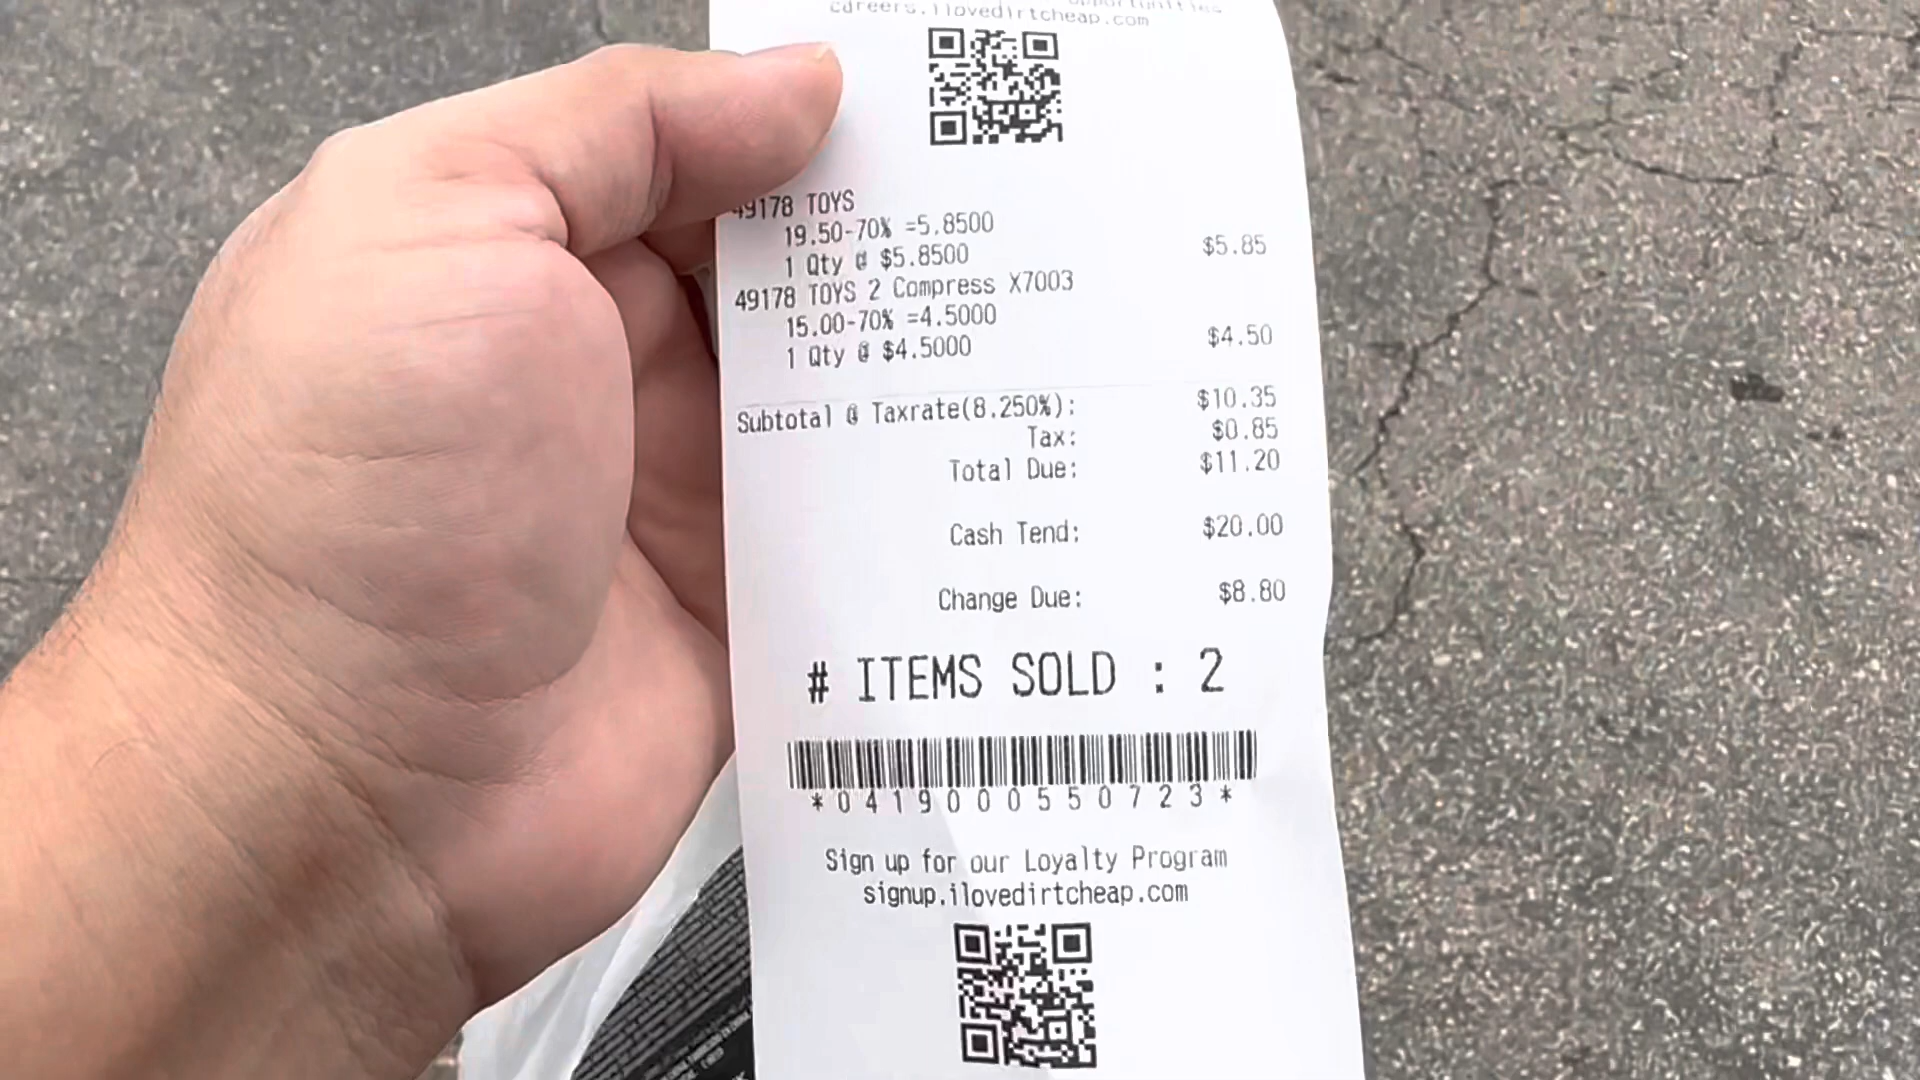 opportunities
careers.ilovedirtcheap.com
49178 TOYS
19.50-70% =5.8500
1 Qty @ $5.8500 $5.85
49178 TOYS 2 Compress X7003
15.00-70% =4.5000
1 Qty @ $4.5000 $4.50
Subtotal @ Taxrate(8.250%): $10.35
Tax: $0.85
Total Due: $11.20
Cash Tend: $20.00
Change Due: $8.80
# ITEMS SOLD : 2
*0419000550723*
Sign up for our Loyalty Program
signup.ilovedirtcheap.com